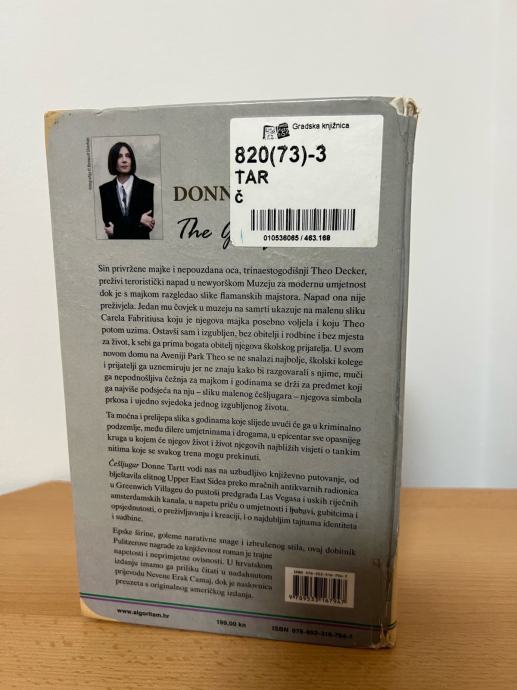 Gradska knjižnica
820(73)-3
TAR
Č
010536065 / 463.168
DONN
The G
Sin privržene majke i nepouzdana oca, trinaestogodišnji Theo Decker,
preživi teroristički napad u newyorškom Muzeju za modernu umjetnost
dok je s majkom razgledao slike flamanskih majstora. Napad ona nije
preživjela. Jedan mu čovjek u muzeju na samrti ukazuje na malenu sliku
Carela Fabritiusa koju je njegova majka posebno voljela i koju Theo
potom uzima. Ostavši sam i izgubljen, bez obitelji i rodbine i bez mjesta
za život, k sebi ga prima bogata obitelj njegova školskog prijatelja. U svom
novom domu na Aveniji Park Theo se ne snalazi najbolje, školski kolege
i prijatelji ga uznemiruju jer ne znaju kako bi razgovarali s njime, muči
ga nepodnošljiva čežnja za majkom i godinama se drži za predmet koji
ga najviše podsjeća na nju – sliku malenog češljugara – njegova simbola
prkosa i ujedno svjedoka jednog izgubljenog života.
Ta moćna i prelijepa slika s godinama koje slijede uvući će ga u kriminalno
podzemlje, među dilere umjetninama i drogama, u epicentar sve opasnijeg
kruga u kojem će njegov život i život njegovih najbližih visjeti o tankim
nitima koje se svakog trena mogu prekinuti.
Češljugar Donne Tartt vodi nas na uzbudljivo književno putovanje, od
blještavila elitnog Upper East Sidea preko mračnih antikvarnih radionica
u Greenwich Villageu do pustoši predgrađa Las Vegasa i uskih riječnih
amsterdamskih kanala, u napetu priču o umjetnosti i ljubavi, gubitcima i
opsjednutosti, o preživljavanju i kreaciji, i o najdubljim tajnama identiteta
i sudbine.
Epske širine, goleme narativne snage i izbrušenog stila, ovaj dobitnik
Pulitzerove nagrade za književnost roman je trajne
napetosti i neprimjetne ovisnosti. U hrvatskom
izdanju imamo ga priliku čitati u nadahnutom
prijevodu Nevene Erak Camaj, dok je naslovnica
preuzeta s originalnog američkog izdanja.
www.algoritam.hr
199,00 kn
ISBN 978-953-316-794-7